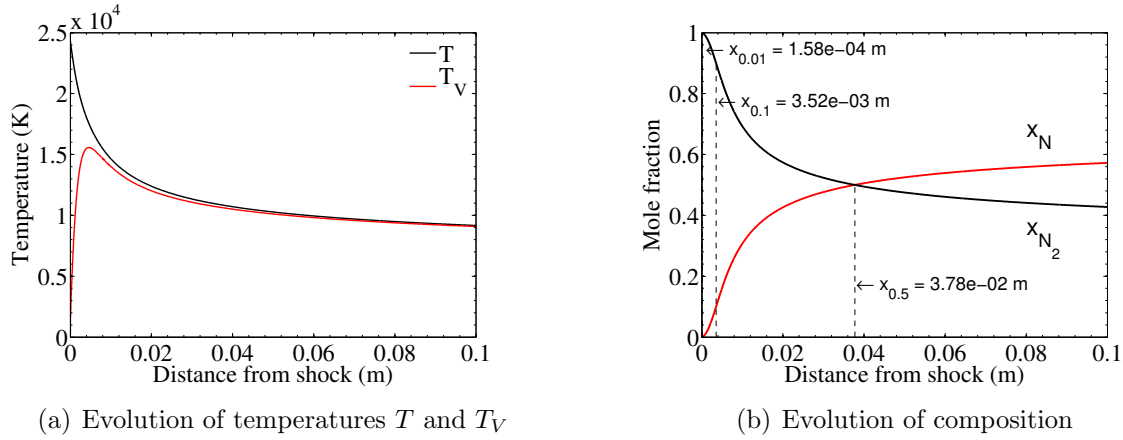 x 10⁴
2.5
2
1.5
1
0.5
0
Temperature (K)
T
T_V
0 0.02 0.04 0.06 0.08 0.1
Distance from shock (m)
(a) Evolution of temperatures T and T_V
1
0.8
0.6
0.4
0.2
0
Mole fraction
← x_0.01 = 1.58e−04 m
← x_0.1 = 3.52e−03 m
x_N
x_N_2
← x_0.5 = 3.78e−02 m
0 0.02 0.04 0.06 0.08 0.1
Distance from shock (m)
(b) Evolution of composition